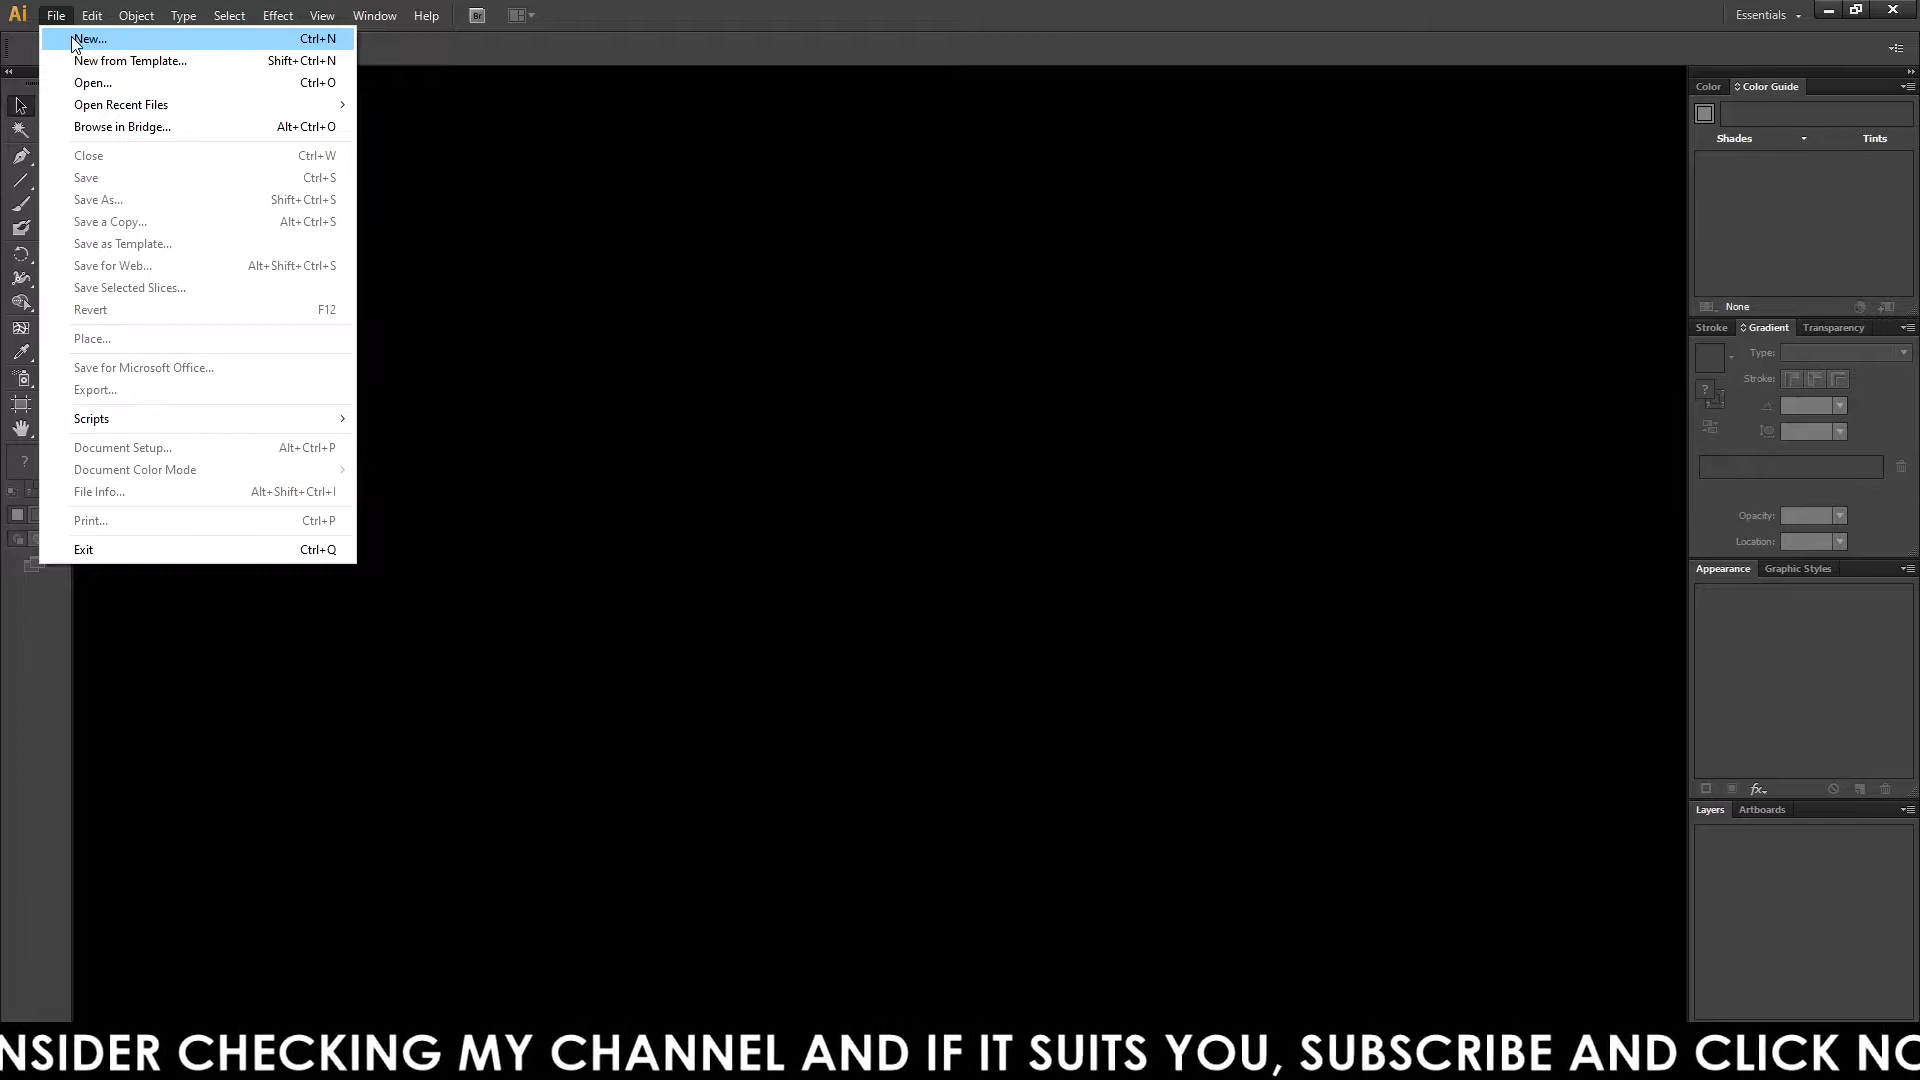 Ai File Edit Object Type Select Effect View Window Help Br Essentials
New... Ctrl+N
New from Template... Shift+Ctrl+N
Open... Ctrl+O
Open Recent Files
Browse in Bridge... Alt+Ctrl+O
Close Ctrl+W
Save Ctrl+S
Save As... Shift+Ctrl+S
Save a Copy... Alt+Ctrl+S
Save as Template...
Save for Web... Alt+Shift+Ctrl+S
Save Selected Slices...
Revert F12
Place...
Save for Microsoft Office...
Export...
Scripts
Document Setup... Alt+Ctrl+P
Document Color Mode
File Info... Alt+Shift+Ctrl+I
Print... Ctrl+P
Exit Ctrl+Q
?
Color Color Guide
Shades Tints
None
Stroke Gradient Transparency
Type:
Stroke:
?
Opacity:
Location:
Appearance Graphic Styles
fx
Layers Artboards
NSIDER CHECKING MY CHANNEL AND IF IT SUITS YOU, SUBSCRIBE AND CLICK NO